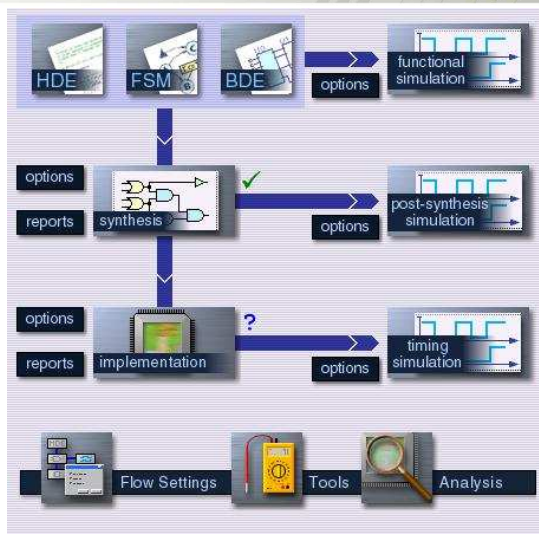 HDE
FSM
BDE
options
functional
simulation
options
reports
synthesis
✓
options
post-synthesis
simulation
options
reports
implementation
?
options
timing
simulation
Flow Settings
Tools
Analysis